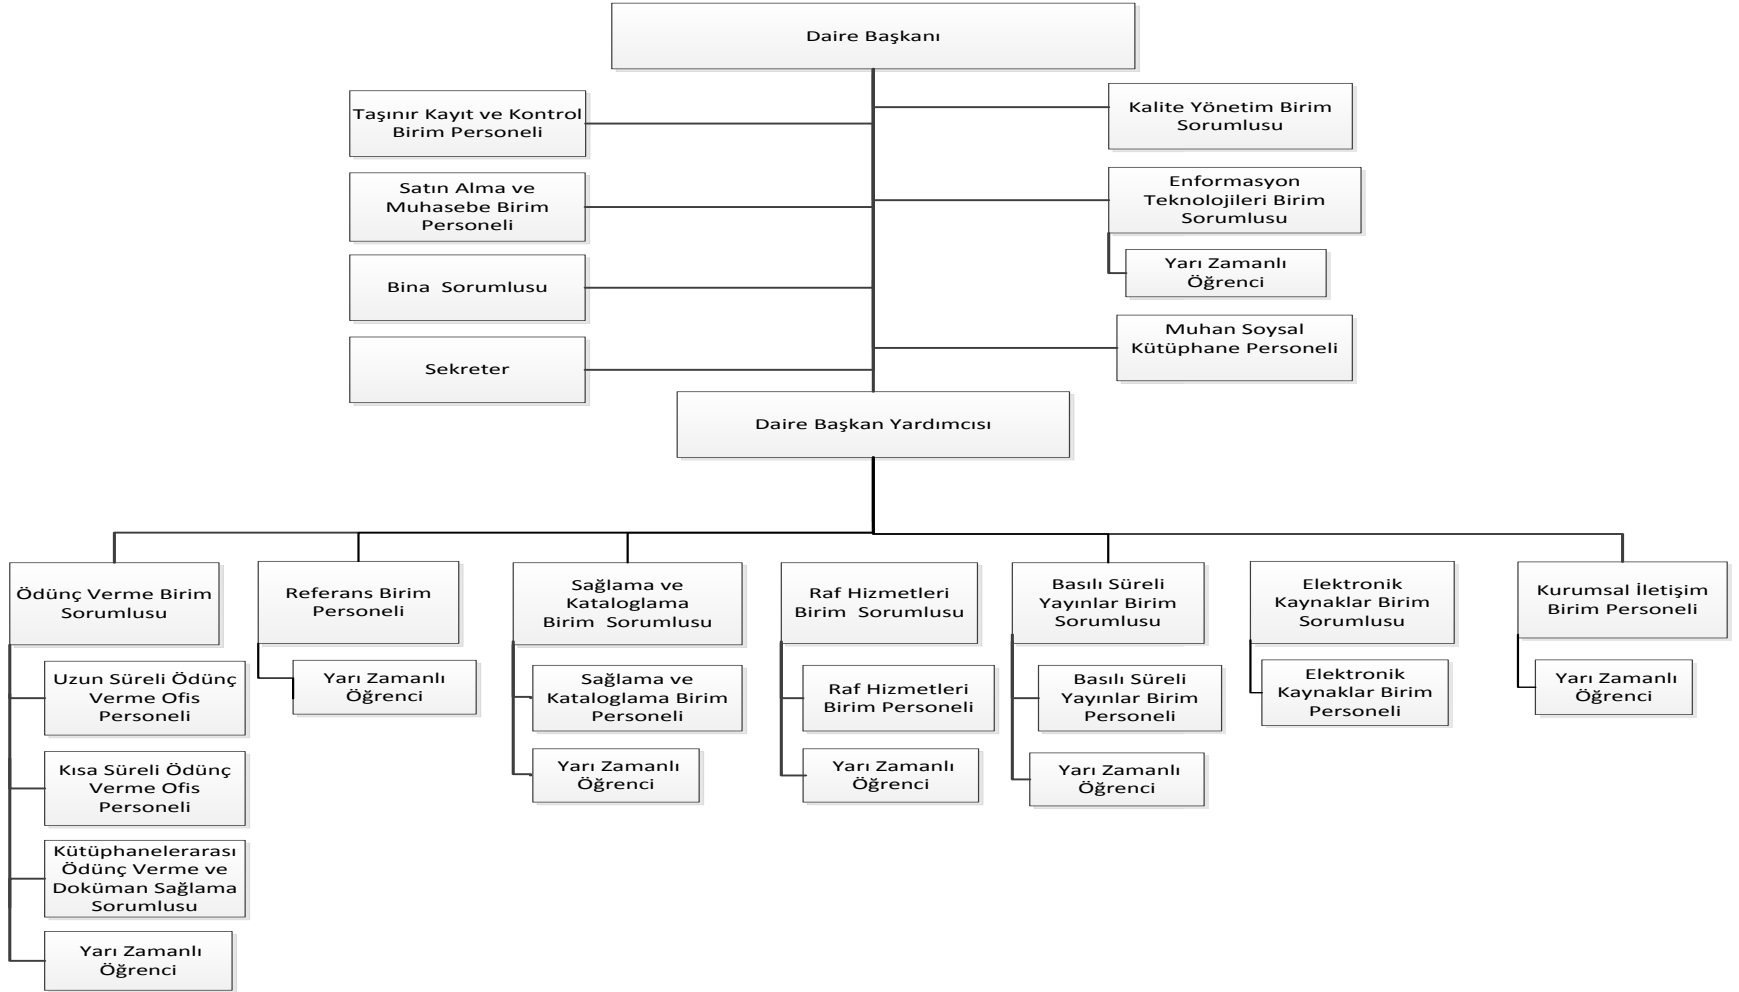 Daire Başkanı
Taşınır Kayıt ve Kontrol
Birim Personeli
Kalite Yönetim Birim
Sorumlusu
Satın Alma ve
Muhasebe Birim
Personeli
Enformasyon
Teknolojileri Birim
Sorumlusu
Yarı Zamanlı
Öğrenci
Bina  Sorumlusu
Muhan Soysal
Kütüphane Personeli
Sekreter
Daire Başkan Yardımcısı
Ödünç Verme Birim
Sorumlusu
Uzun Süreli Ödünç
Verme Ofis
Personeli
Kısa Süreli Ödünç
Verme Ofis
Personeli
Kütüphanelerarası
Ödünç Verme ve
Doküman Sağlama
Sorumlusu
Yarı Zamanlı
Öğrenci
Referans Birim
Personeli
Yarı Zamanlı
Öğrenci
Sağlama ve
Kataloglama
Birim  Sorumlusu
Sağlama ve
Kataloglama Birim
Personeli
Yarı Zamanlı
Öğrenci
Raf Hizmetleri
Birim  Sorumlusu
Raf Hizmetleri
Birim Personeli
Yarı Zamanlı
Öğrenci
Basılı Süreli
Yayınlar Birim
Sorumlusu
Basılı Süreli
Yayınlar Birim
Personeli
Yarı Zamanlı
Öğrenci
Elektronik
Kaynaklar Birim
Sorumlusu
Elektronik
Kaynaklar Birim
Personeli
Kurumsal İletişim
Birim Personeli
Yarı Zamanlı
Öğrenci